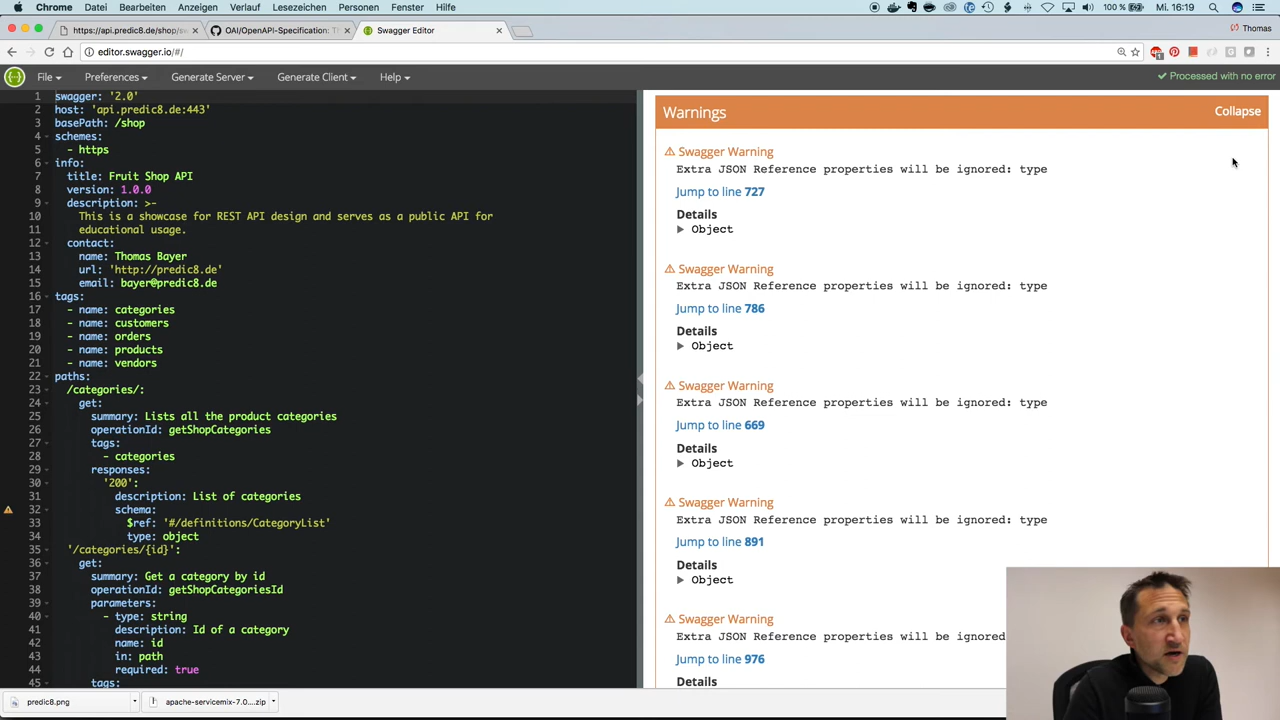 Chrome Datei Bearbeiten Anzeigen Verlauf Lesezeichen Personen Fenster Hilfe
100 % Mi. 16:19
https://api.predic8.de/shop/sw
OAI/OpenAPI-Specification: Th
Swagger Editor
Thomas
editor.swagger.io/#/
File Preferences Generate Server Generate Client Help
Processed with no error
1 swagger: '2.0'
2 host: 'api.predic8.de:443'
3 basePath: /shop
4 schemes:
5 - https
6 info:
7 title: Fruit Shop API
8 version: 1.0.0
9 description: >-
10 This is a showcase for REST API design and serves as a public API for
11 educational usage.
12 contact:
13 name: Thomas Bayer
14 url: 'http://predic8.de'
15 email: bayer@predic8.de
16 tags:
17 - name: categories
18 - name: customers
19 - name: orders
20 - name: products
21 - name: vendors
22 paths:
23 /categories/:
24 get:
25 summary: Lists all the product categories
26 operationId: getShopCategories
27 tags:
28 - categories
29 responses:
30 '200':
31 description: List of categories
32 schema:
33 $ref: '#/definitions/CategoryList'
34 type: object
35 '/categories/{id}':
36 get:
37 summary: Get a category by id
38 operationId: getShopCategoriesId
39 parameters:
40 - type: string
41 description: Id of a category
42 name: id
43 in: path
44 required: true
45 tags:
Warnings
Collapse
Swagger Warning
Extra JSON Reference properties will be ignored: type
Jump to line 727
Details
Object
Swagger Warning
Extra JSON Reference properties will be ignored: type
Jump to line 786
Details
Object
Swagger Warning
Extra JSON Reference properties will be ignored: type
Jump to line 669
Details
Object
Swagger Warning
Extra JSON Reference properties will be ignored: type
Jump to line 891
Details
Object
Swagger Warning
Extra JSON Reference properties will be ignored
Jump to line 976
Details
predic8.png
apache-servicemix-7.0....zip